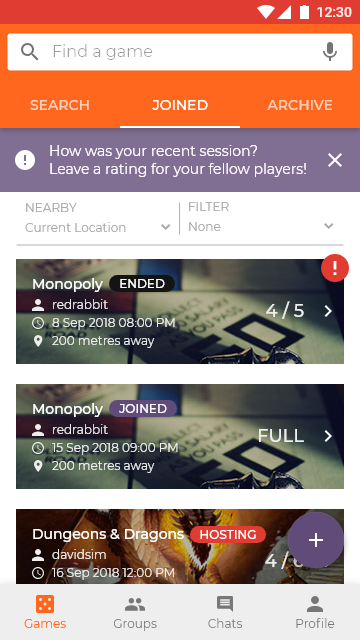 12:30
Find a game
SEARCH JOINED ARCHIVE
How was your recent session?
Leave a rating for your fellow players!
NEARBY
Current Location
FILTER
None
Monopoly ENDED
redrabbit
8 Sep 2018 08:00 PM
200 metres away
4 / 5
Monopoly JOINED
redrabbit
15 Sep 2018 09:00 PM
200 metres away
FULL
Dungeons & Dragons HOSTING
davidsim
16 Sep 2018 12:00 PM
4 /
Games Groups Chats Profile